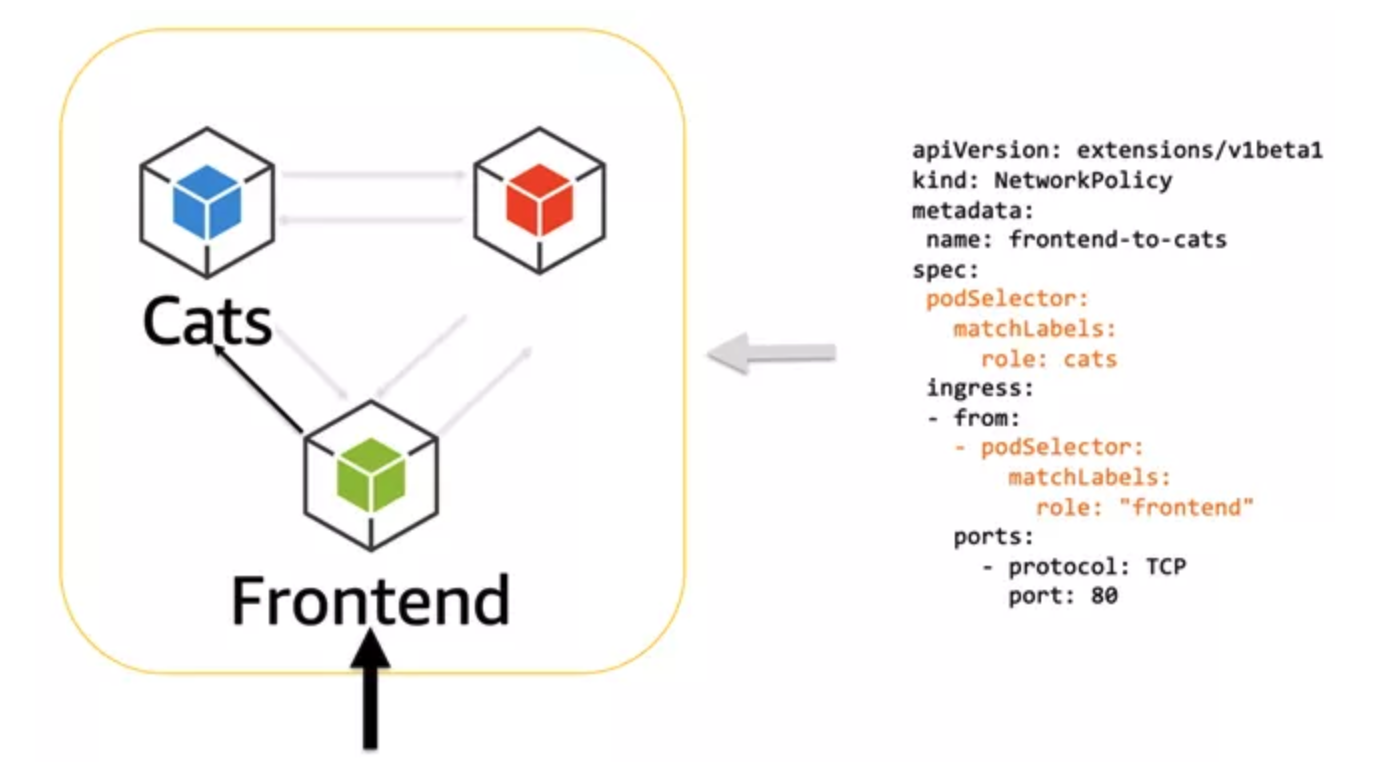 Cats
Frontend
apiVersion: extensions/v1beta1
kind: NetworkPolicy
metadata:
 name: frontend-to-cats
spec:
 podSelector:
   matchLabels:
     role: cats
 ingress:
 - from:
   - podSelector:
       matchLabels:
         role: "frontend"
   ports:
     - protocol: TCP
       port: 80